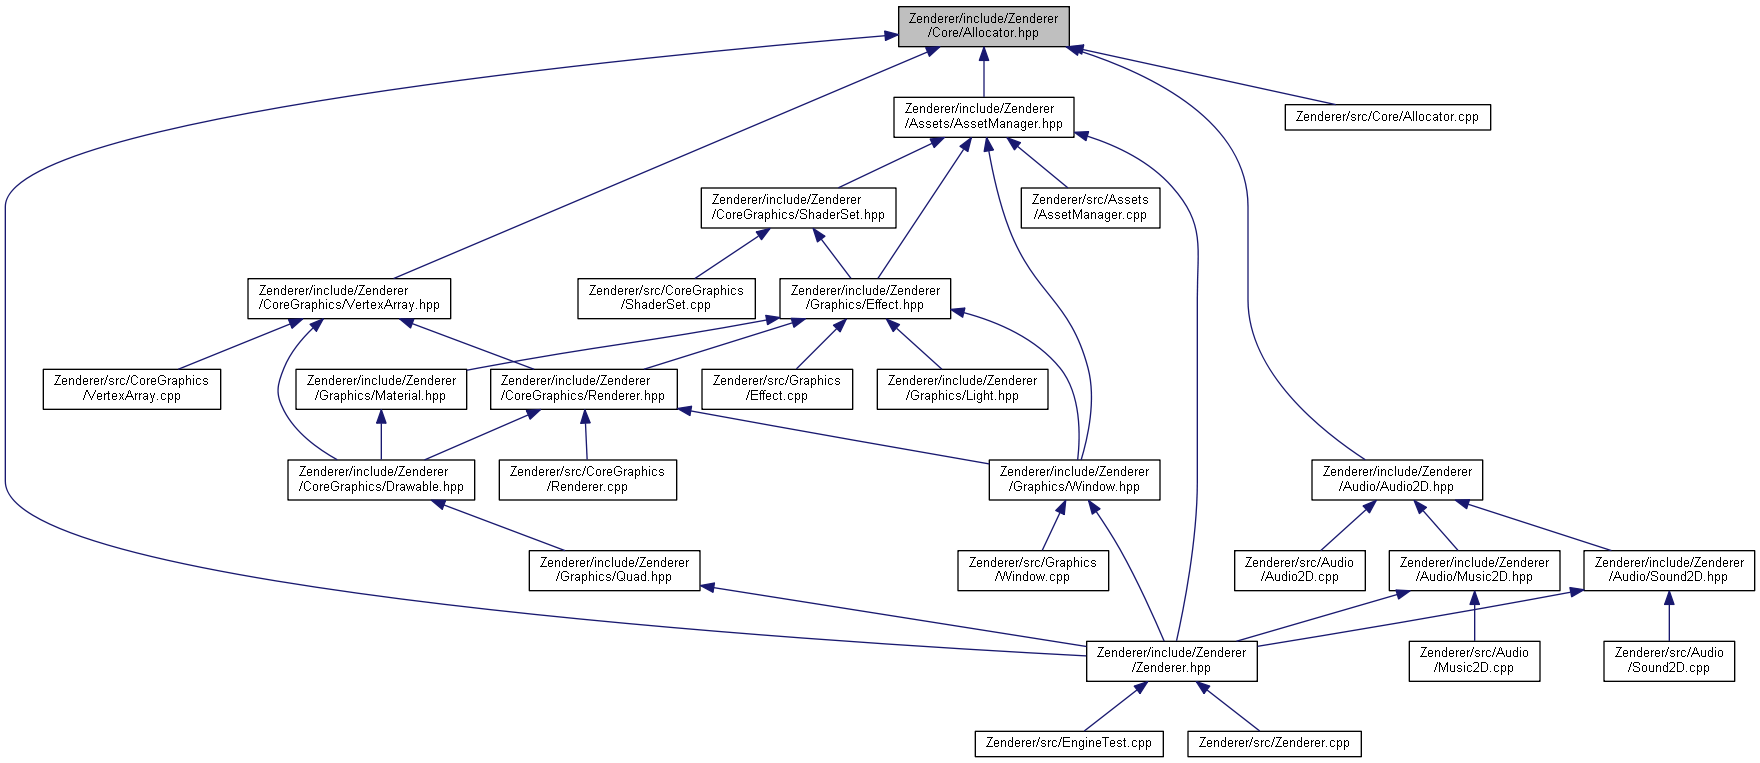 Zenderer/include/Zenderer
/Core/Allocator.hpp
Zenderer/include/Zenderer
/Assets/AssetManager.hpp
Zenderer/src/Core/Allocator.cpp
Zenderer/include/Zenderer
/CoreGraphics/ShaderSet.hpp
Zenderer/src/Assets
/AssetManager.cpp
Zenderer/include/Zenderer
/CoreGraphics/VertexArray.hpp
Zenderer/src/CoreGraphics
/ShaderSet.cpp
Zenderer/include/Zenderer
/Graphics/Effect.hpp
Zenderer/src/CoreGraphics
/VertexArray.cpp
Zenderer/include/Zenderer
/Graphics/Material.hpp
Zenderer/include/Zenderer
/CoreGraphics/Renderer.hpp
Zenderer/src/Graphics
/Effect.cpp
Zenderer/include/Zenderer
/Graphics/Light.hpp
Zenderer/include/Zenderer
/CoreGraphics/Drawable.hpp
Zenderer/src/CoreGraphics
/Renderer.cpp
Zenderer/include/Zenderer
/Graphics/Window.hpp
Zenderer/include/Zenderer
/Audio/Audio2D.hpp
Zenderer/include/Zenderer
/Graphics/Quad.hpp
Zenderer/src/Graphics
/Window.cpp
Zenderer/src/Audio
/Audio2D.cpp
Zenderer/include/Zenderer
/Audio/Music2D.hpp
Zenderer/include/Zenderer
/Audio/Sound2D.hpp
Zenderer/include/Zenderer
/Zenderer.hpp
Zenderer/src/Audio
/Music2D.cpp
Zenderer/src/Audio
/Sound2D.cpp
Zenderer/src/EngineTest.cpp
Zenderer/src/Zenderer.cpp